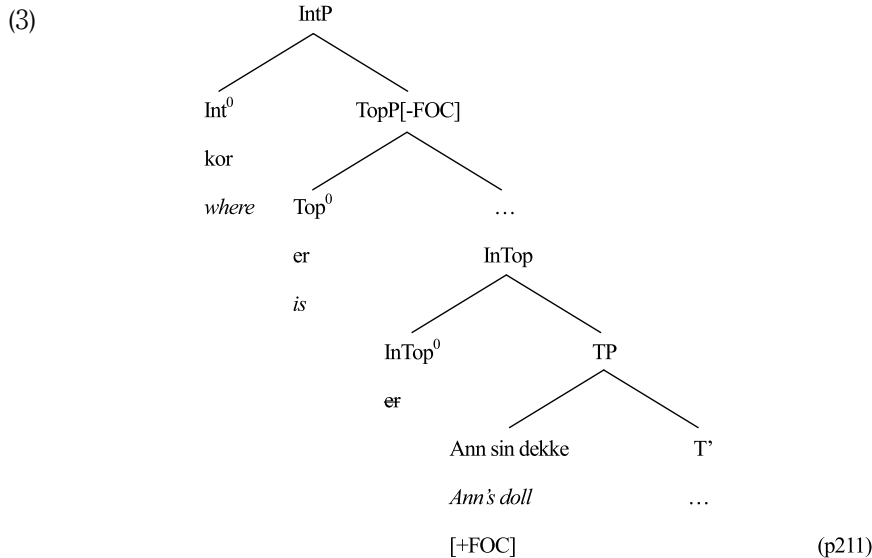 (3) IntP
Int⁰ TopP[-FOC]
kor
where Top⁰ …
er InTop
is
InTop⁰ TP
er
Ann sin dekke T’
Ann’s doll …
[+FOC] (p211)